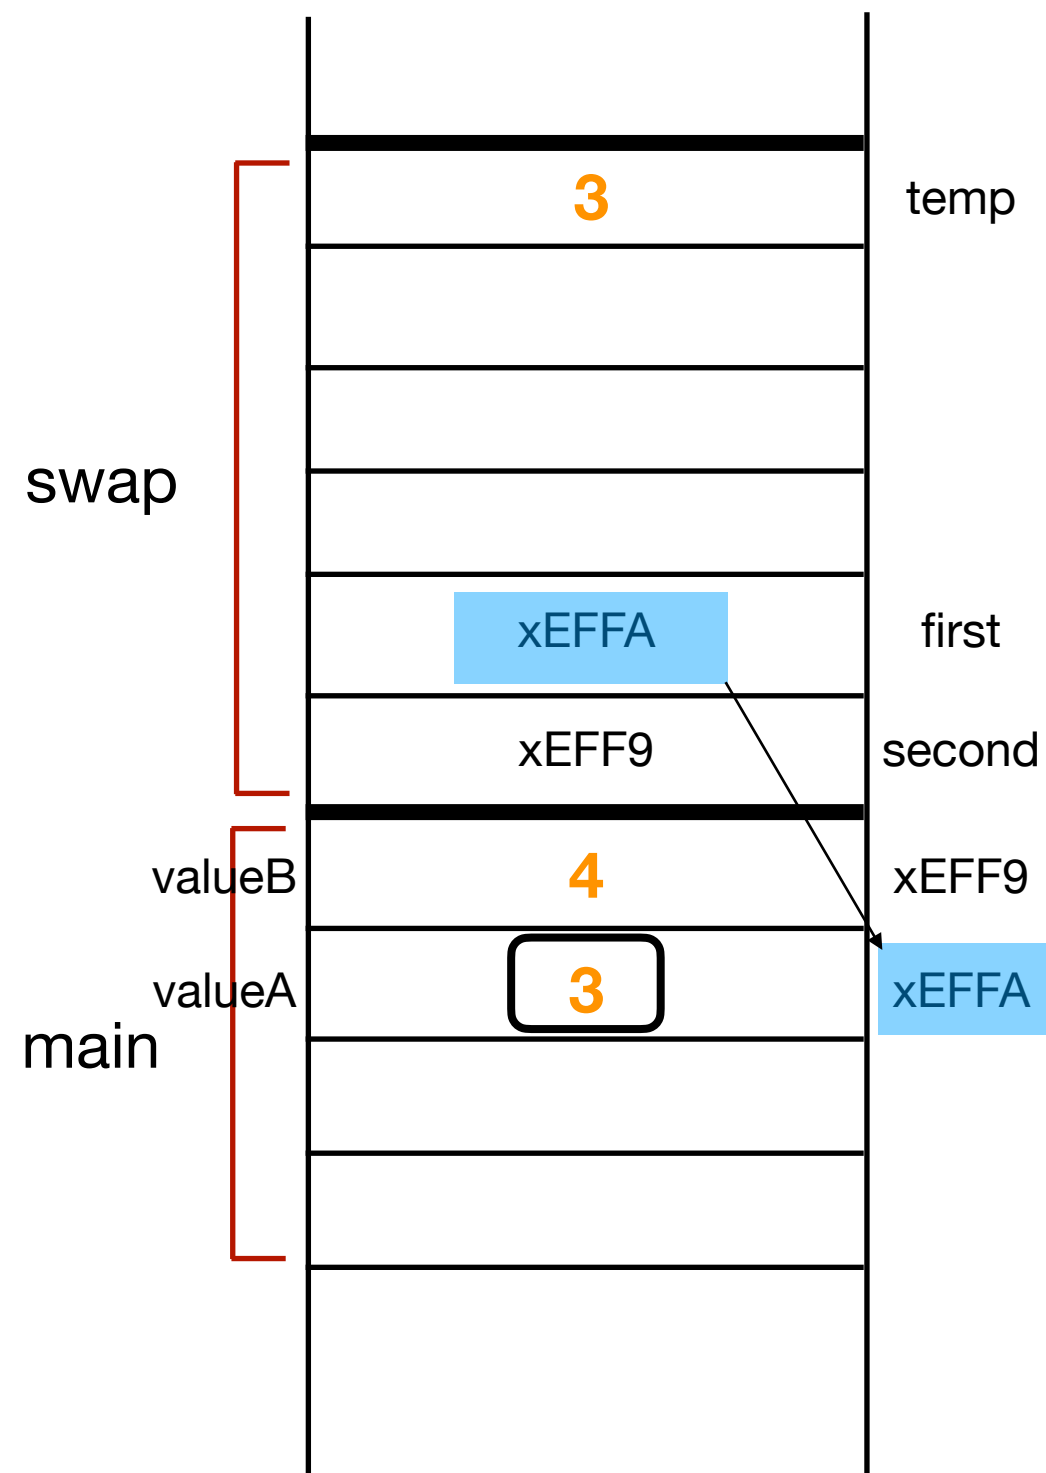 3 temp
swap
xEFFA first
xEFF9 second
valueB 4 xEFF9
valueA 3 xEFFA
main